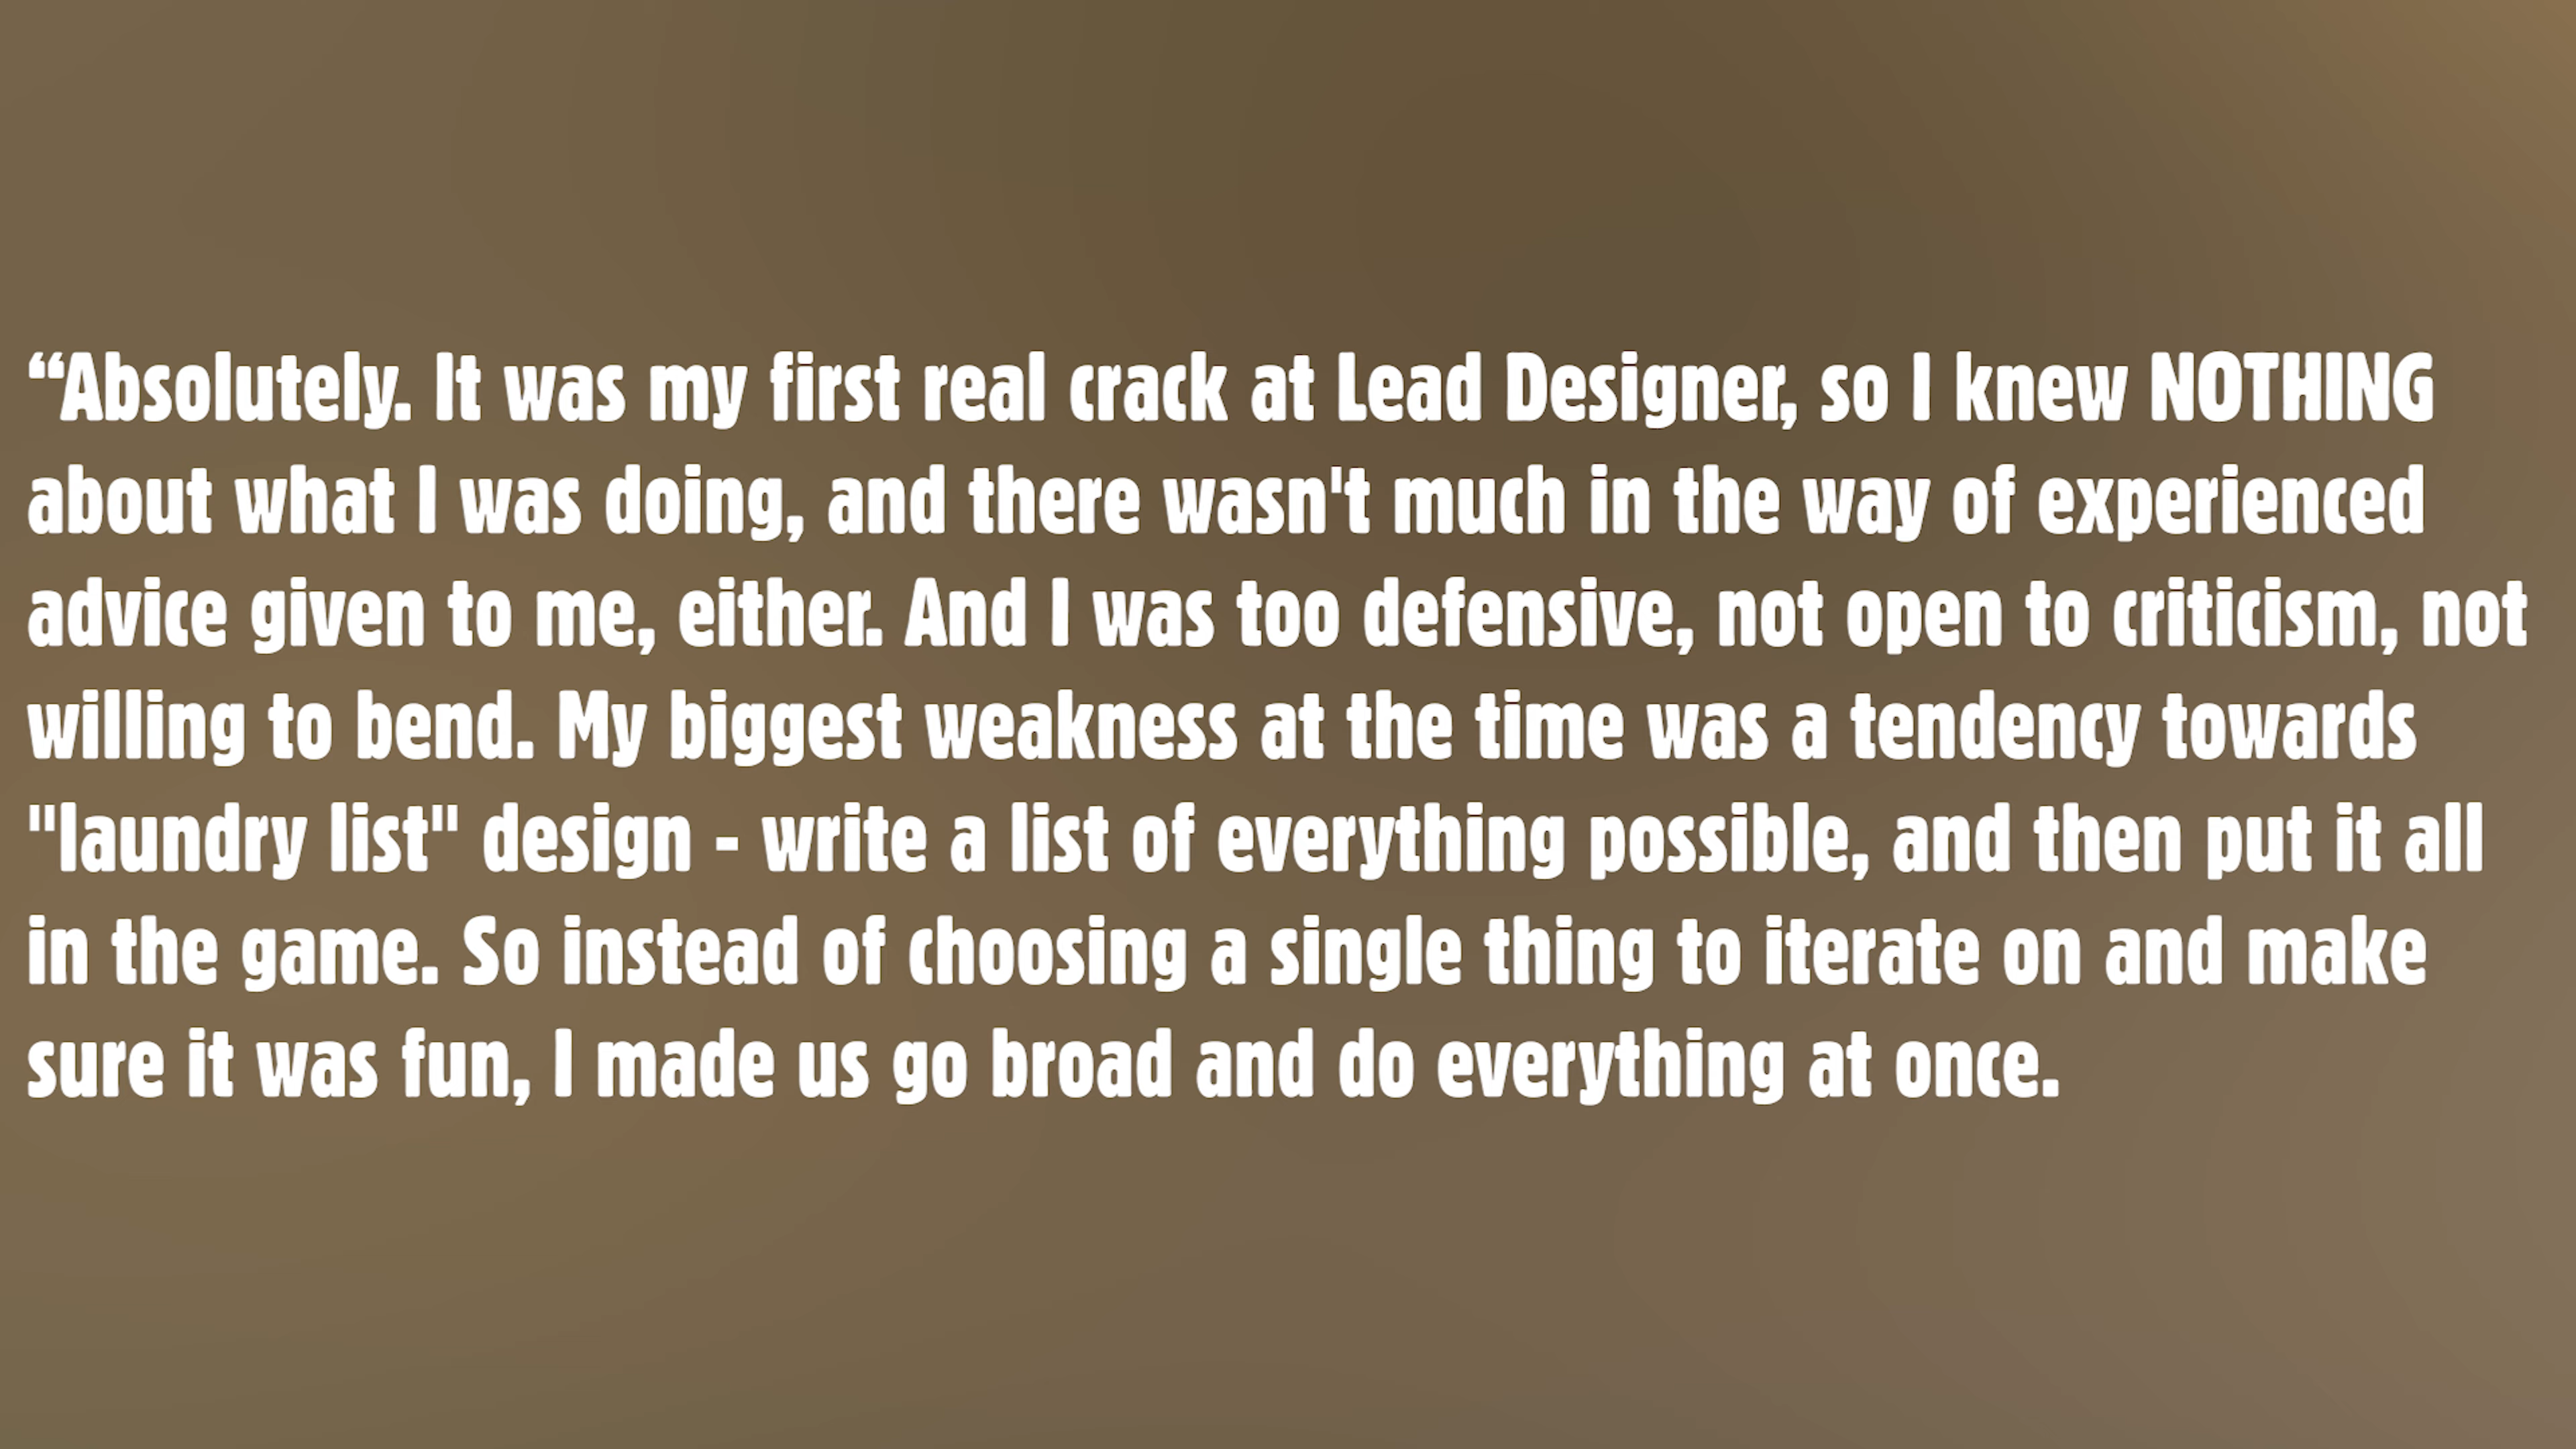 “Absolutely. It was my first real crack at Lead Designer, so I knew NOTHING
about what I was doing, and there wasn't much in the way of experienced
advice given to me, either. And I was too defensive, not open to criticism, not
willing to bend. My biggest weakness at the time was a tendency towards
"laundry list" design - write a list of everything possible, and then put it all
in the game. So instead of choosing a single thing to iterate on and make
sure it was fun, I made us go broad and do everything at once.